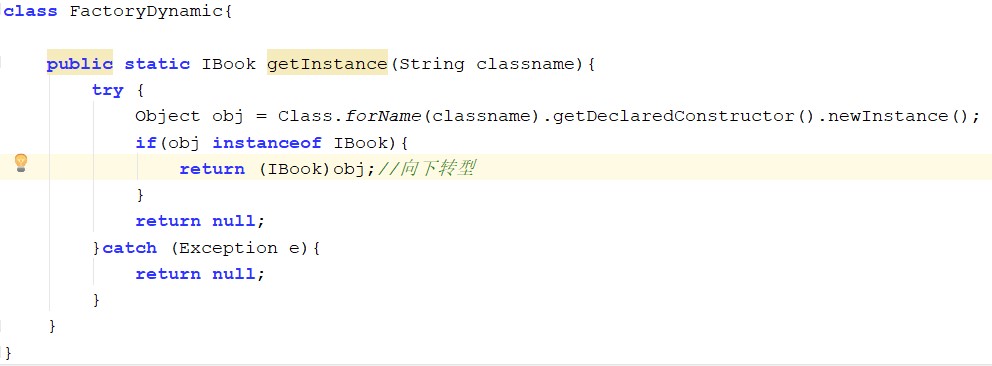 class FactoryDynamic{
public static IBook getInstance(String classname){
try {
Object obj = Class.forName(classname).getDeclaredConstructor().newInstance();
if(obj instanceof IBook){
return (IBook)obj;//向下转型
}
return null;
}catch (Exception e){
return null;
}
}
}